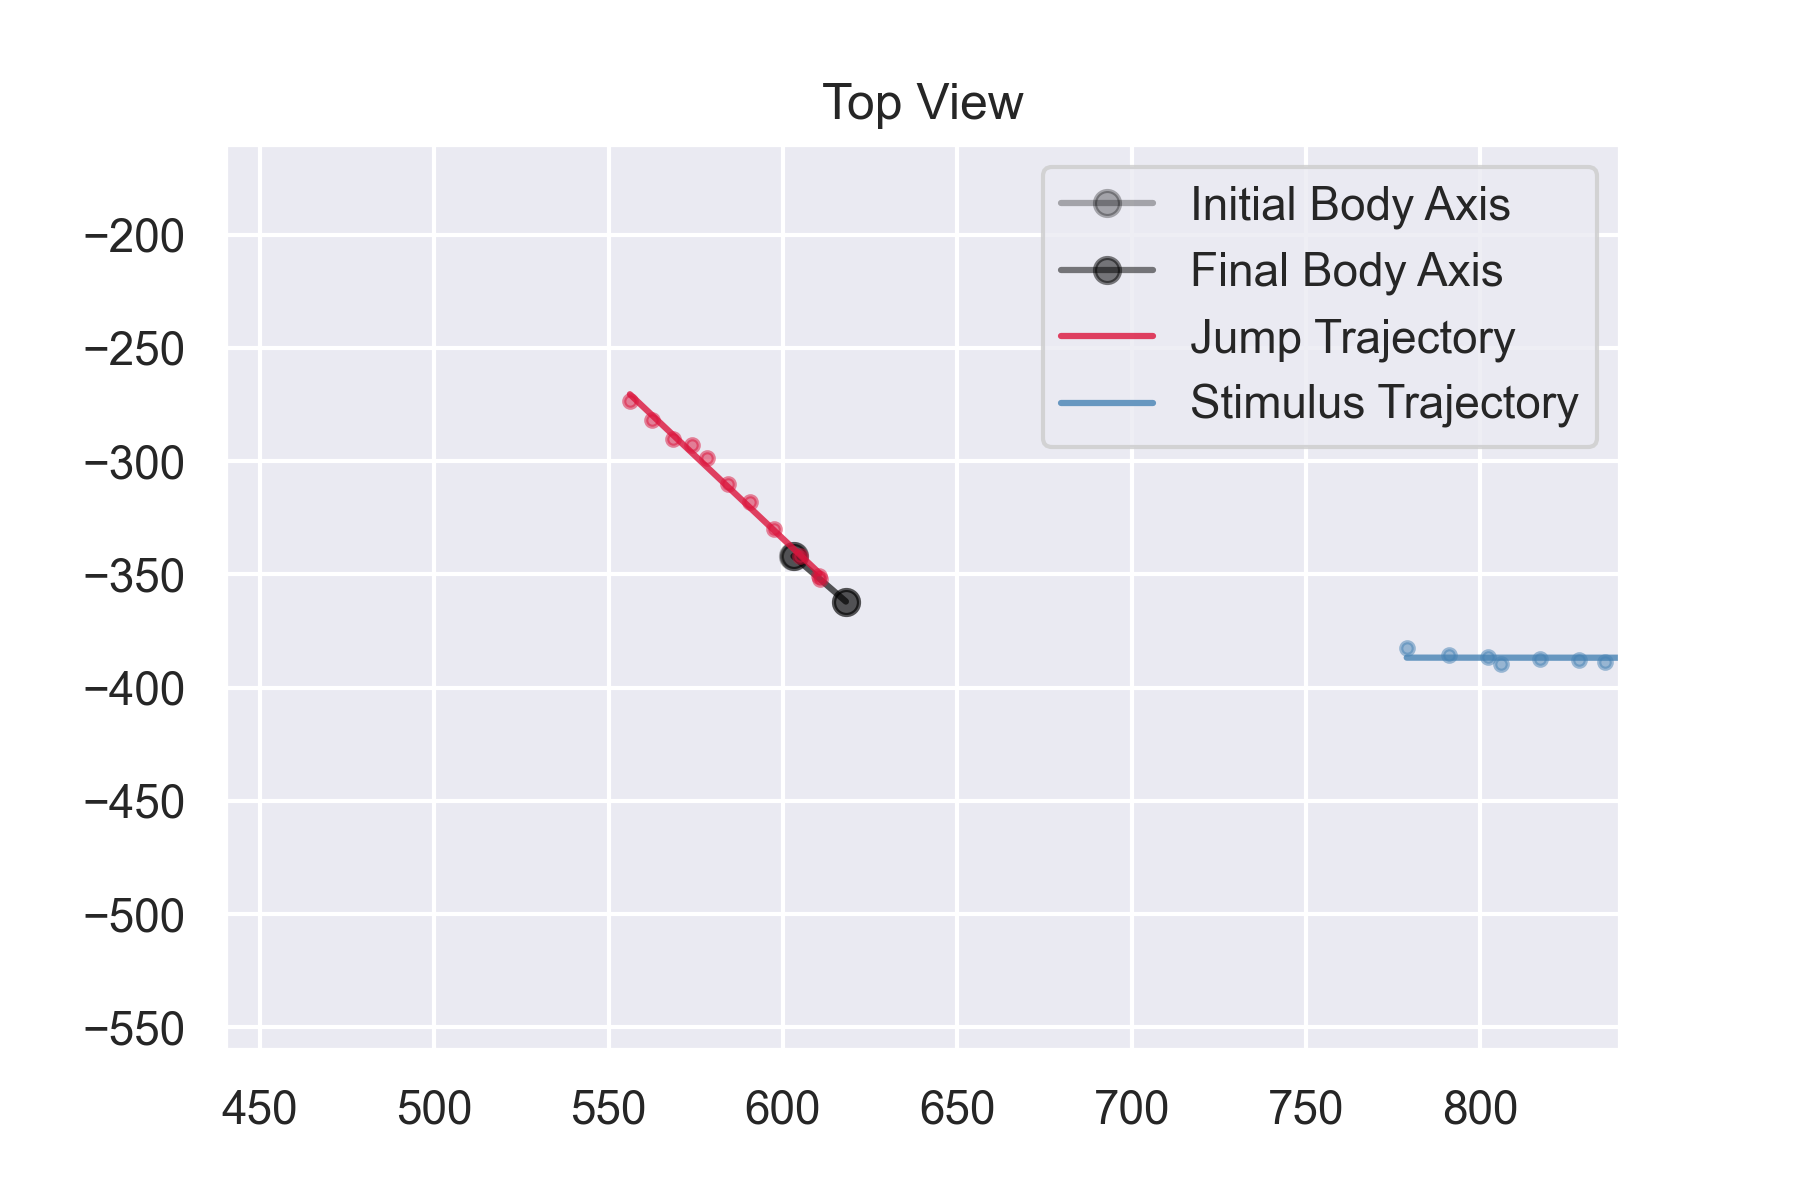 Top View
Initial Body Axis
Final Body Axis
Jump Trajectory
Stimulus Trajectory
−200
−250
−300
−350
−400
−450
−500
−550
450 500 550 600 650 700 750 800